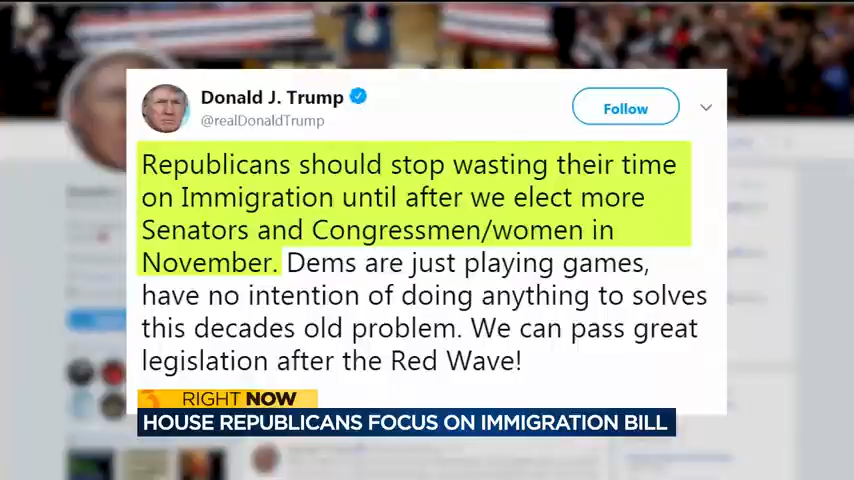 Donald J. Trump
@realDonaldTrump
Follow
Republicans should stop wasting their time
on Immigration until after we elect more
Senators and Congressmen/women in
November. Dems are just playing games,
have no intention of doing anything to solves
this decades old problem. We can pass great
legislation after the Red Wave!
3 RIGHT NOW
HOUSE REPUBLICANS FOCUS ON IMMIGRATION BILL